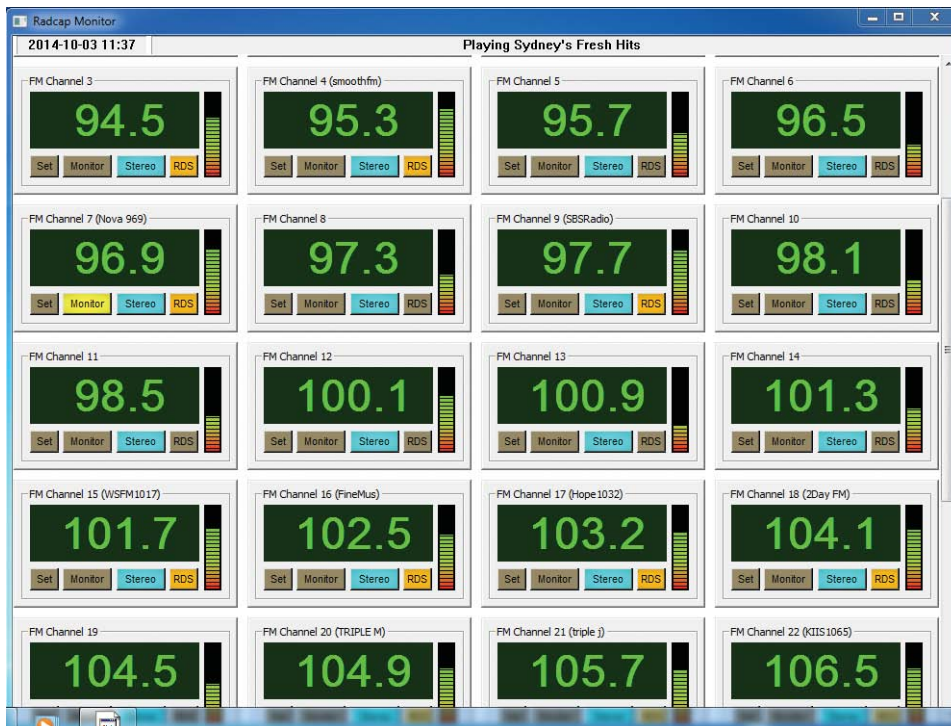 Radcap Monitor
2014-10-03 11:37 Playing Sydney's Fresh Hits
FM Channel 3 FM Channel 4 (smoothfm) FM Channel 5 FM Channel 6
94.5 95.3 95.7 96.5
Set Monitor Stereo RDS Set Monitor Stereo RDS Set Monitor Stereo RDS Set Monitor Stereo RDS
FM Channel 7 (Nova 969) FM Channel 8 FM Channel 9 (SBSRadio) FM Channel 10
96.9 97.3 97.7 98.1
Set Monitor Stereo RDS Set Monitor Stereo RDS Set Monitor Stereo RDS Set Monitor Stereo RDS
FM Channel 11 FM Channel 12 FM Channel 13 FM Channel 14
98.5 100.1 100.9 101.3
Set Monitor Stereo RDS Set Monitor Stereo RDS Set Monitor Stereo RDS Set Monitor Stereo RDS
FM Channel 15 (WSFM1017) FM Channel 16 (FineMus) FM Channel 17 (Hope1032) FM Channel 18 (2Day FM)
101.7 102.5 103.2 104.1
Set Monitor Stereo RDS Set Monitor Stereo RDS Set Monitor Stereo RDS Set Monitor Stereo RDS
FM Channel 19 FM Channel 20 (TRIPLE M) FM Channel 21 (triple j) FM Channel 22 (KIIS1065)
104.5 104.9 105.7 106.5